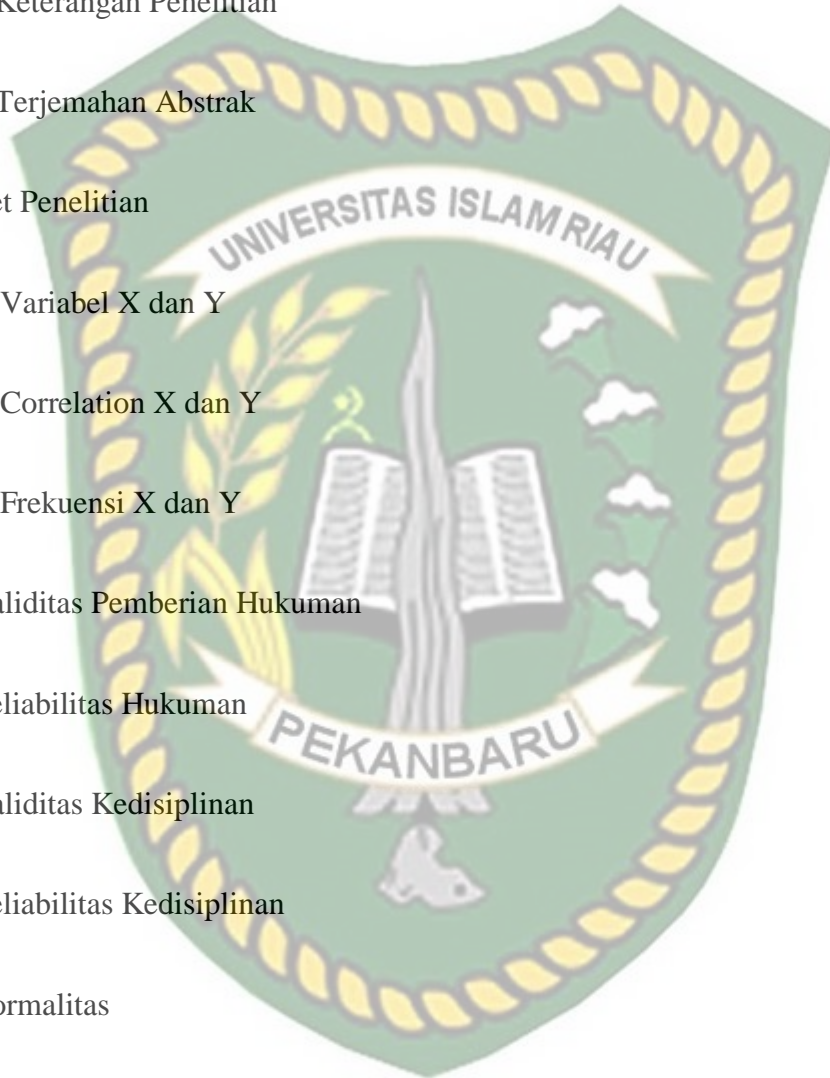 Keterangan Penelitian
Terjemahan Abstrak
et Penelitian
UNIVERSITAS ISLAM RIAU
Variabel X dan Y
Correlation X dan Y
Frekuensi X dan Y
aliditas Pemberian Hukuman
eliabilitas Hukuman
PEKANBARU
aliditas Kedisiplinan
eliabilitas Kedisiplinan
ormalitas